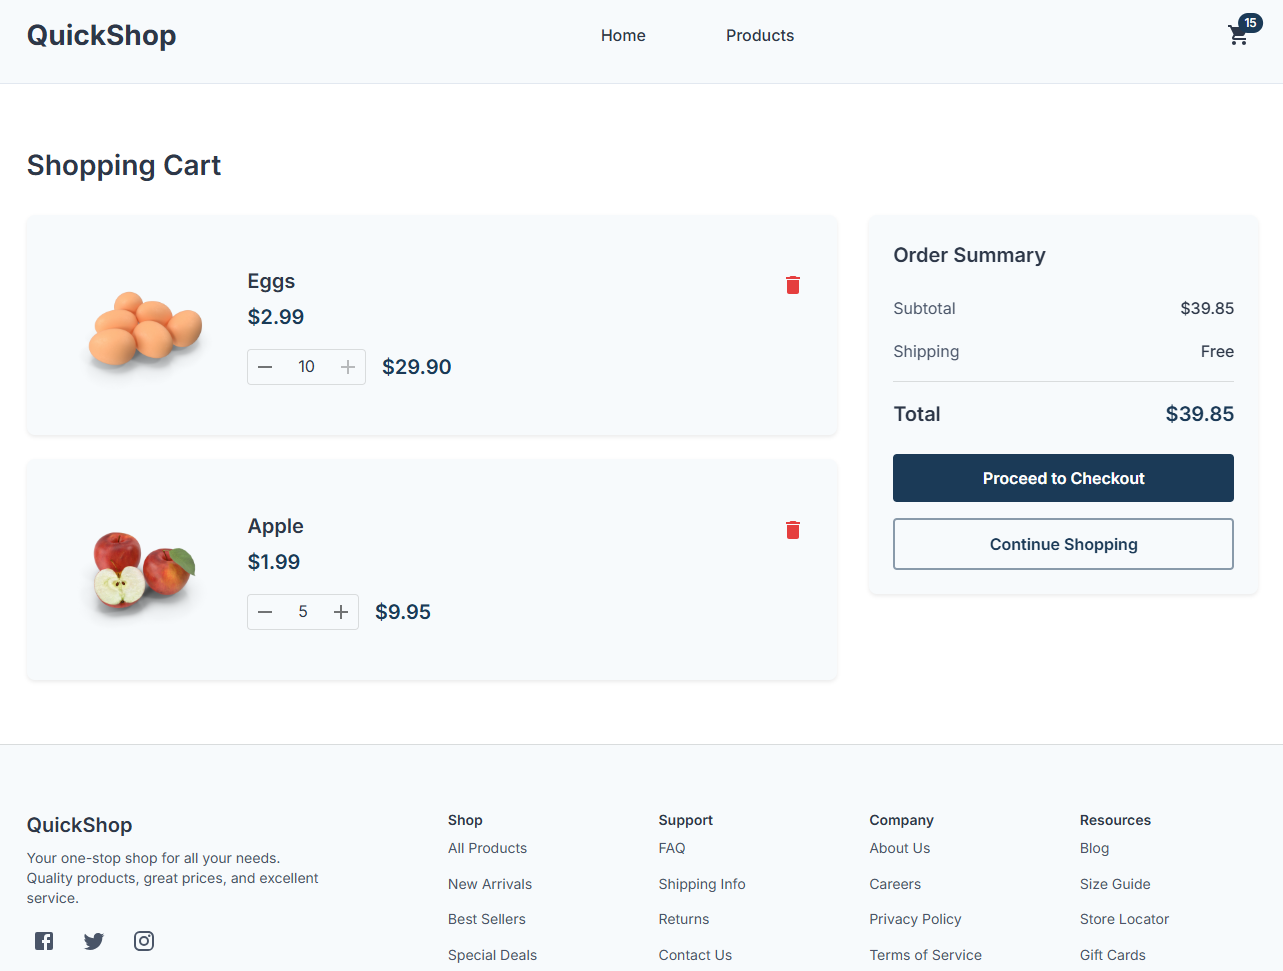 QuickShop
Home
Products
15
Shopping Cart
Eggs
$2.99
10
$29.90
Apple
$1.99
5
$9.95
Order Summary
Subtotal $39.85
Shipping Free
Total $39.85
Proceed to Checkout
Continue Shopping
QuickShop
Your one-stop shop for all your needs.
Quality products, great prices, and excellent
service.
Shop
All Products
New Arrivals
Best Sellers
Special Deals
Support
FAQ
Shipping Info
Returns
Contact Us
Company
About Us
Careers
Privacy Policy
Terms of Service
Resources
Blog
Size Guide
Store Locator
Gift Cards